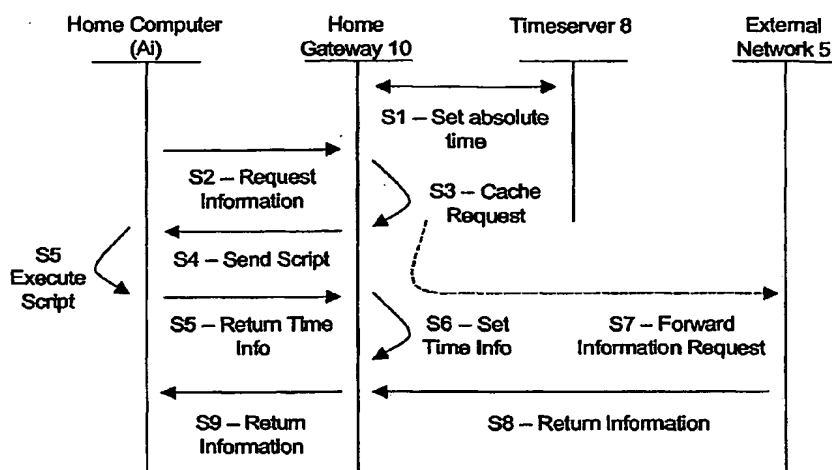 Home Computer
(Ai)
Home
Gateway 10
Timeserver 8
External
Network 5
S1 – Set absolute
time
S2 – Request
Information
S3 – Cache
Request
S4 – Send Script
S5
Execute
Script
S5 – Return Time
Info
S6 – Set
Time Info
S7 – Forward
Information Request
S9 – Return
Information
S8 – Return Information